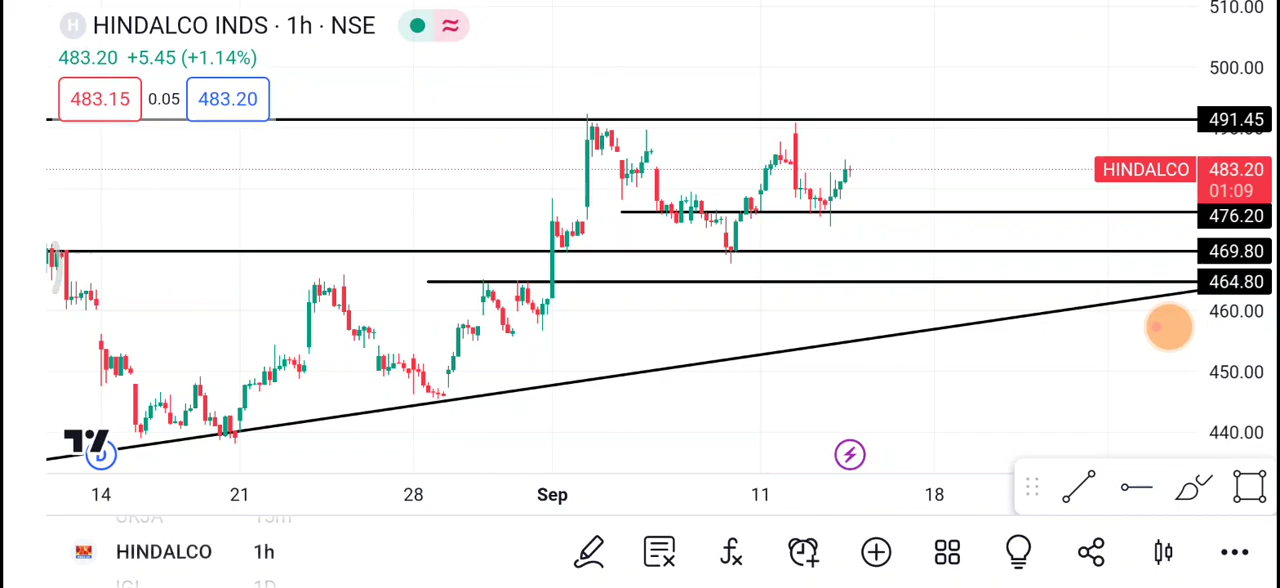 510.00
H HINDALCO INDS · 1h · NSE
483.20 +5.45 (+1.14%)
500.00
483.15 0.05 483.20
491.45
HINDALCO 483.20
01:09
476.20
469.80
464.80
460.00
450.00
440.00
14 21 28 Sep 11 18
15m
HINDALCO 1h